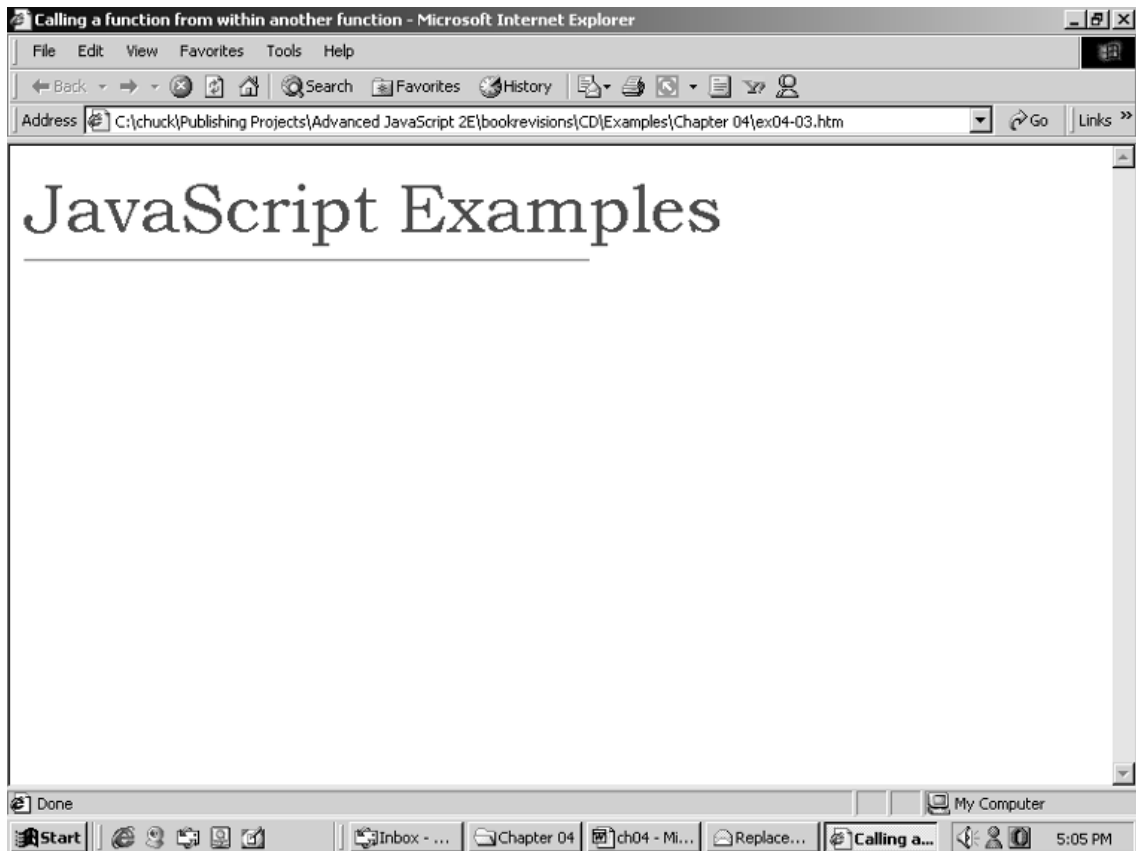 Calling a function from within another function - Microsoft Internet Explorer
File Edit View Favorites Tools Help
Back Search Favorites History
Address C:\chuck\Publishing Projects\Advanced JavaScript 2E\bookrevisions\CD\Examples\Chapter 04\ex04-03.htm Go Links »
JavaScript Examples
Done My Computer
Start Inbox - ... Chapter 04 ch04 - Mi... Replace... Calling a... 5:05 PM